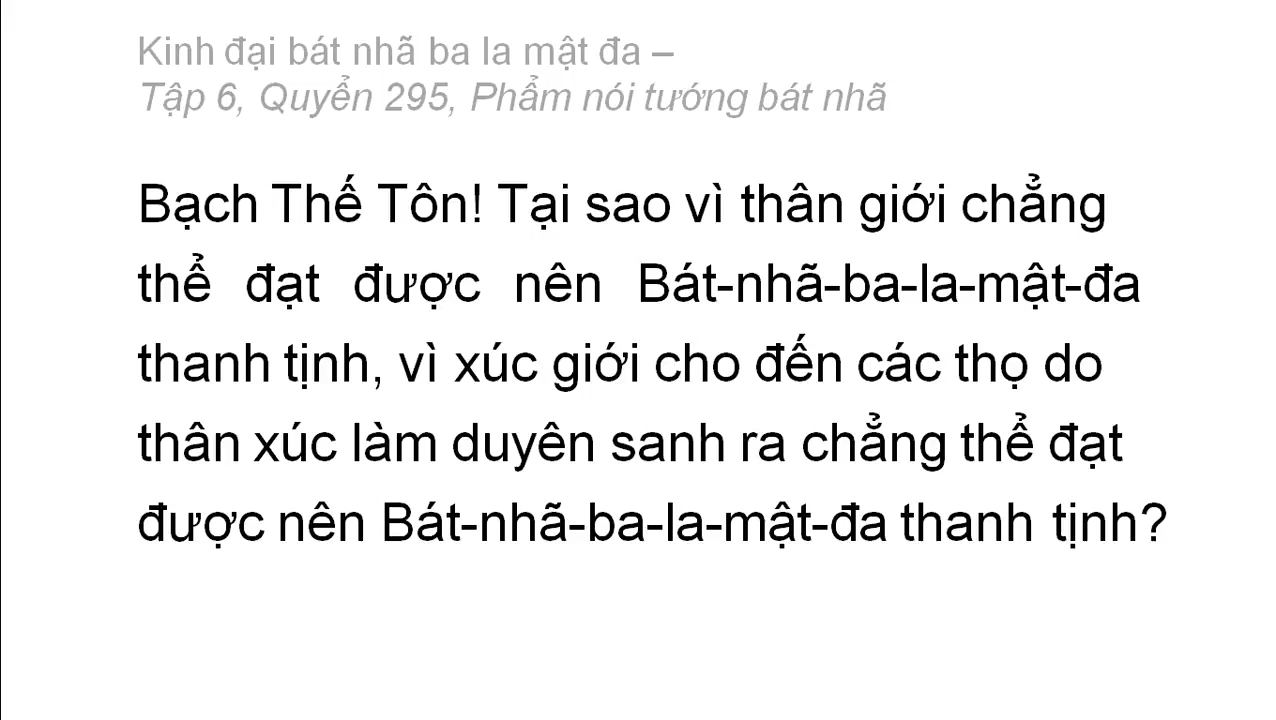 Kinh đại bát nhã ba la mật đa –
Tập 6, Quyển 295, Phẩm nói tướng bát nhã
Bạch Thế Tôn! Tại sao vì thân giới chẳng
thể đạt được nên Bát-nhã-ba-la-mật-đa
thanh tịnh, vì xúc giới cho đến các thọ do
thân xúc làm duyên sanh ra chẳng thể đạt
được nên Bát-nhã-ba-la-mật-đa thanh tịnh?